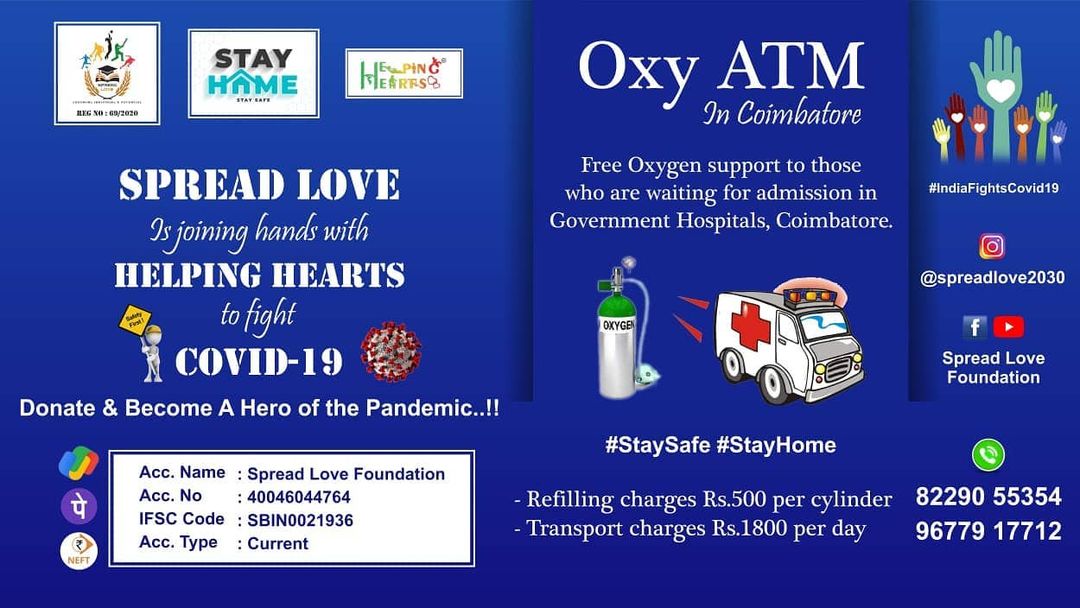 SPREAD LOVE
REG NO : 69/2020
STAY
HOME
STAY SAFE
HELPING
HEARTS
SPREAD LOVE
Is joining hands with
HELPING HEARTS
to fight
Safety
First!
COVID-19
Donate & Become A Hero of the Pandemic..!!
पे
₹
NEFT
Acc. Name : Spread Love Foundation
Acc. No : 40046044764
IFSC Code : SBIN0021936
Acc. Type : Current
Oxy ATM
In Coimbatore
Free Oxygen support to those
who are waiting for admission in
Government Hospitals, Coimbatore.
OXYGEN
#StaySafe #StayHome
- Refilling charges Rs.500 per cylinder
- Transport charges Rs.1800 per day
#IndiaFightsCovid19
@spreadlove2030
Spread Love
Foundation
82290 55354
96779 17712